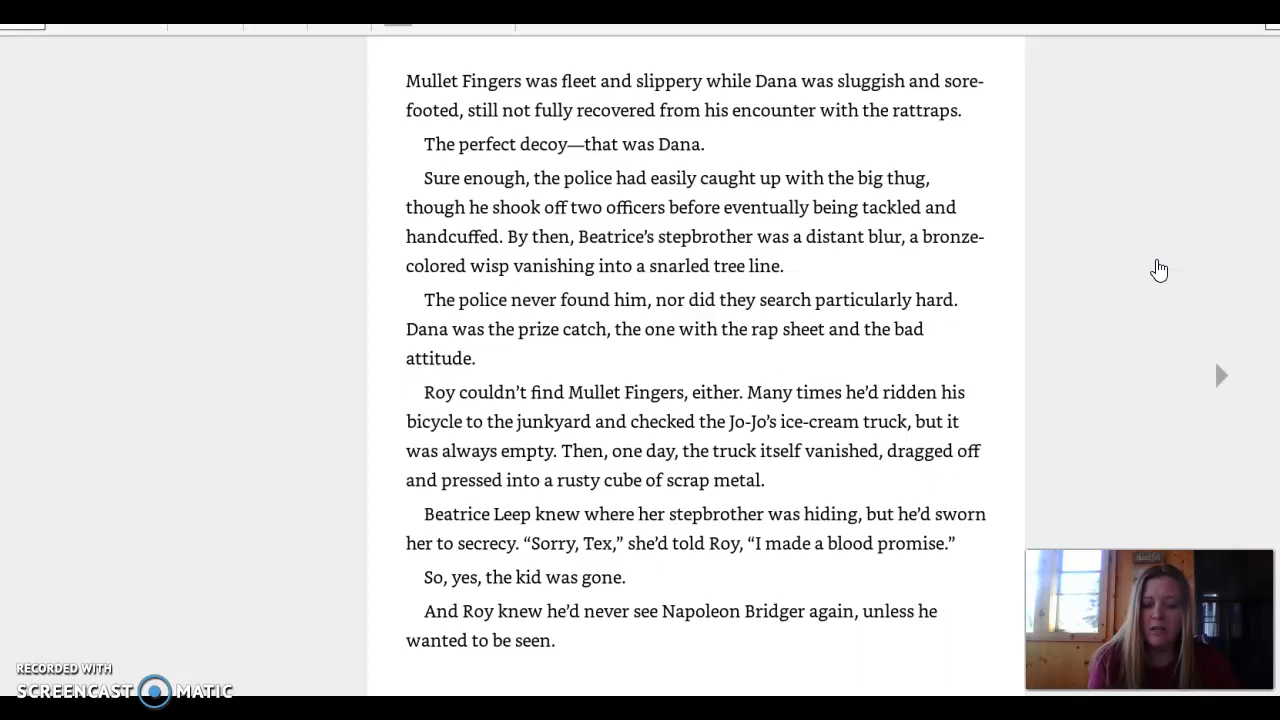 Mullet Fingers was fleet and slippery while Dana was sluggish and sore-
footed, still not fully recovered from his encounter with the rattraps.
The perfect decoy—that was Dana.
Sure enough, the police had easily caught up with the big thug,
though he shook off two officers before eventually being tackled and
handcuffed. By then, Beatrice’s stepbrother was a distant blur, a bronze-
colored wisp vanishing into a snarled tree line.
The police never found him, nor did they search particularly hard.
Dana was the prize catch, the one with the rap sheet and the bad
attitude.
Roy couldn’t find Mullet Fingers, either. Many times he’d ridden his
bicycle to the junkyard and checked the Jo-Jo’s ice-cream truck, but it
was always empty. Then, one day, the truck itself vanished, dragged off
and pressed into a rusty cube of scrap metal.
Beatrice Leep knew where her stepbrother was hiding, but he’d sworn
her to secrecy. “Sorry, Tex,” she’d told Roy, “I made a blood promise.”
So, yes, the kid was gone.
And Roy knew he’d never see Napoleon Bridger again, unless he
wanted to be seen.
RECORDED WITH
SCREENCAST MATIC